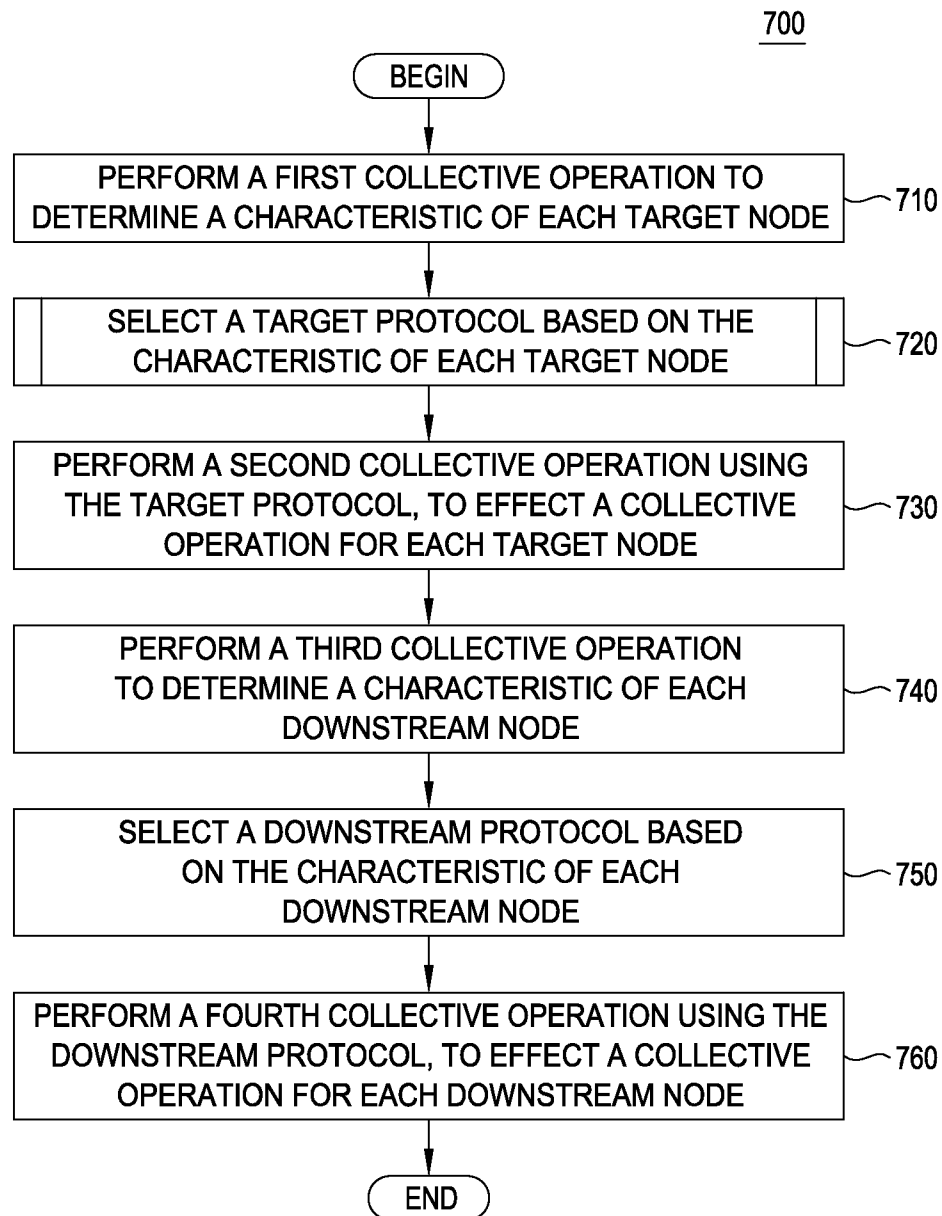 700
BEGIN
PERFORM A FIRST COLLECTIVE OPERATION TO
DETERMINE A CHARACTERISTIC OF EACH TARGET NODE
710
SELECT A TARGET PROTOCOL BASED ON THE
CHARACTERISTIC OF EACH TARGET NODE
720
PERFORM A SECOND COLLECTIVE OPERATION USING
THE TARGET PROTOCOL, TO EFFECT A COLLECTIVE
OPERATION FOR EACH TARGET NODE
730
PERFORM A THIRD COLLECTIVE OPERATION
TO DETERMINE A CHARACTERISTIC OF EACH
DOWNSTREAM NODE
740
SELECT A DOWNSTREAM PROTOCOL BASED
ON THE CHARACTERISTIC OF EACH
DOWNSTREAM NODE
750
PERFORM A FOURTH COLLECTIVE OPERATION USING THE
DOWNSTREAM PROTOCOL, TO EFFECT A COLLECTIVE
OPERATION FOR EACH DOWNSTREAM NODE
760
END